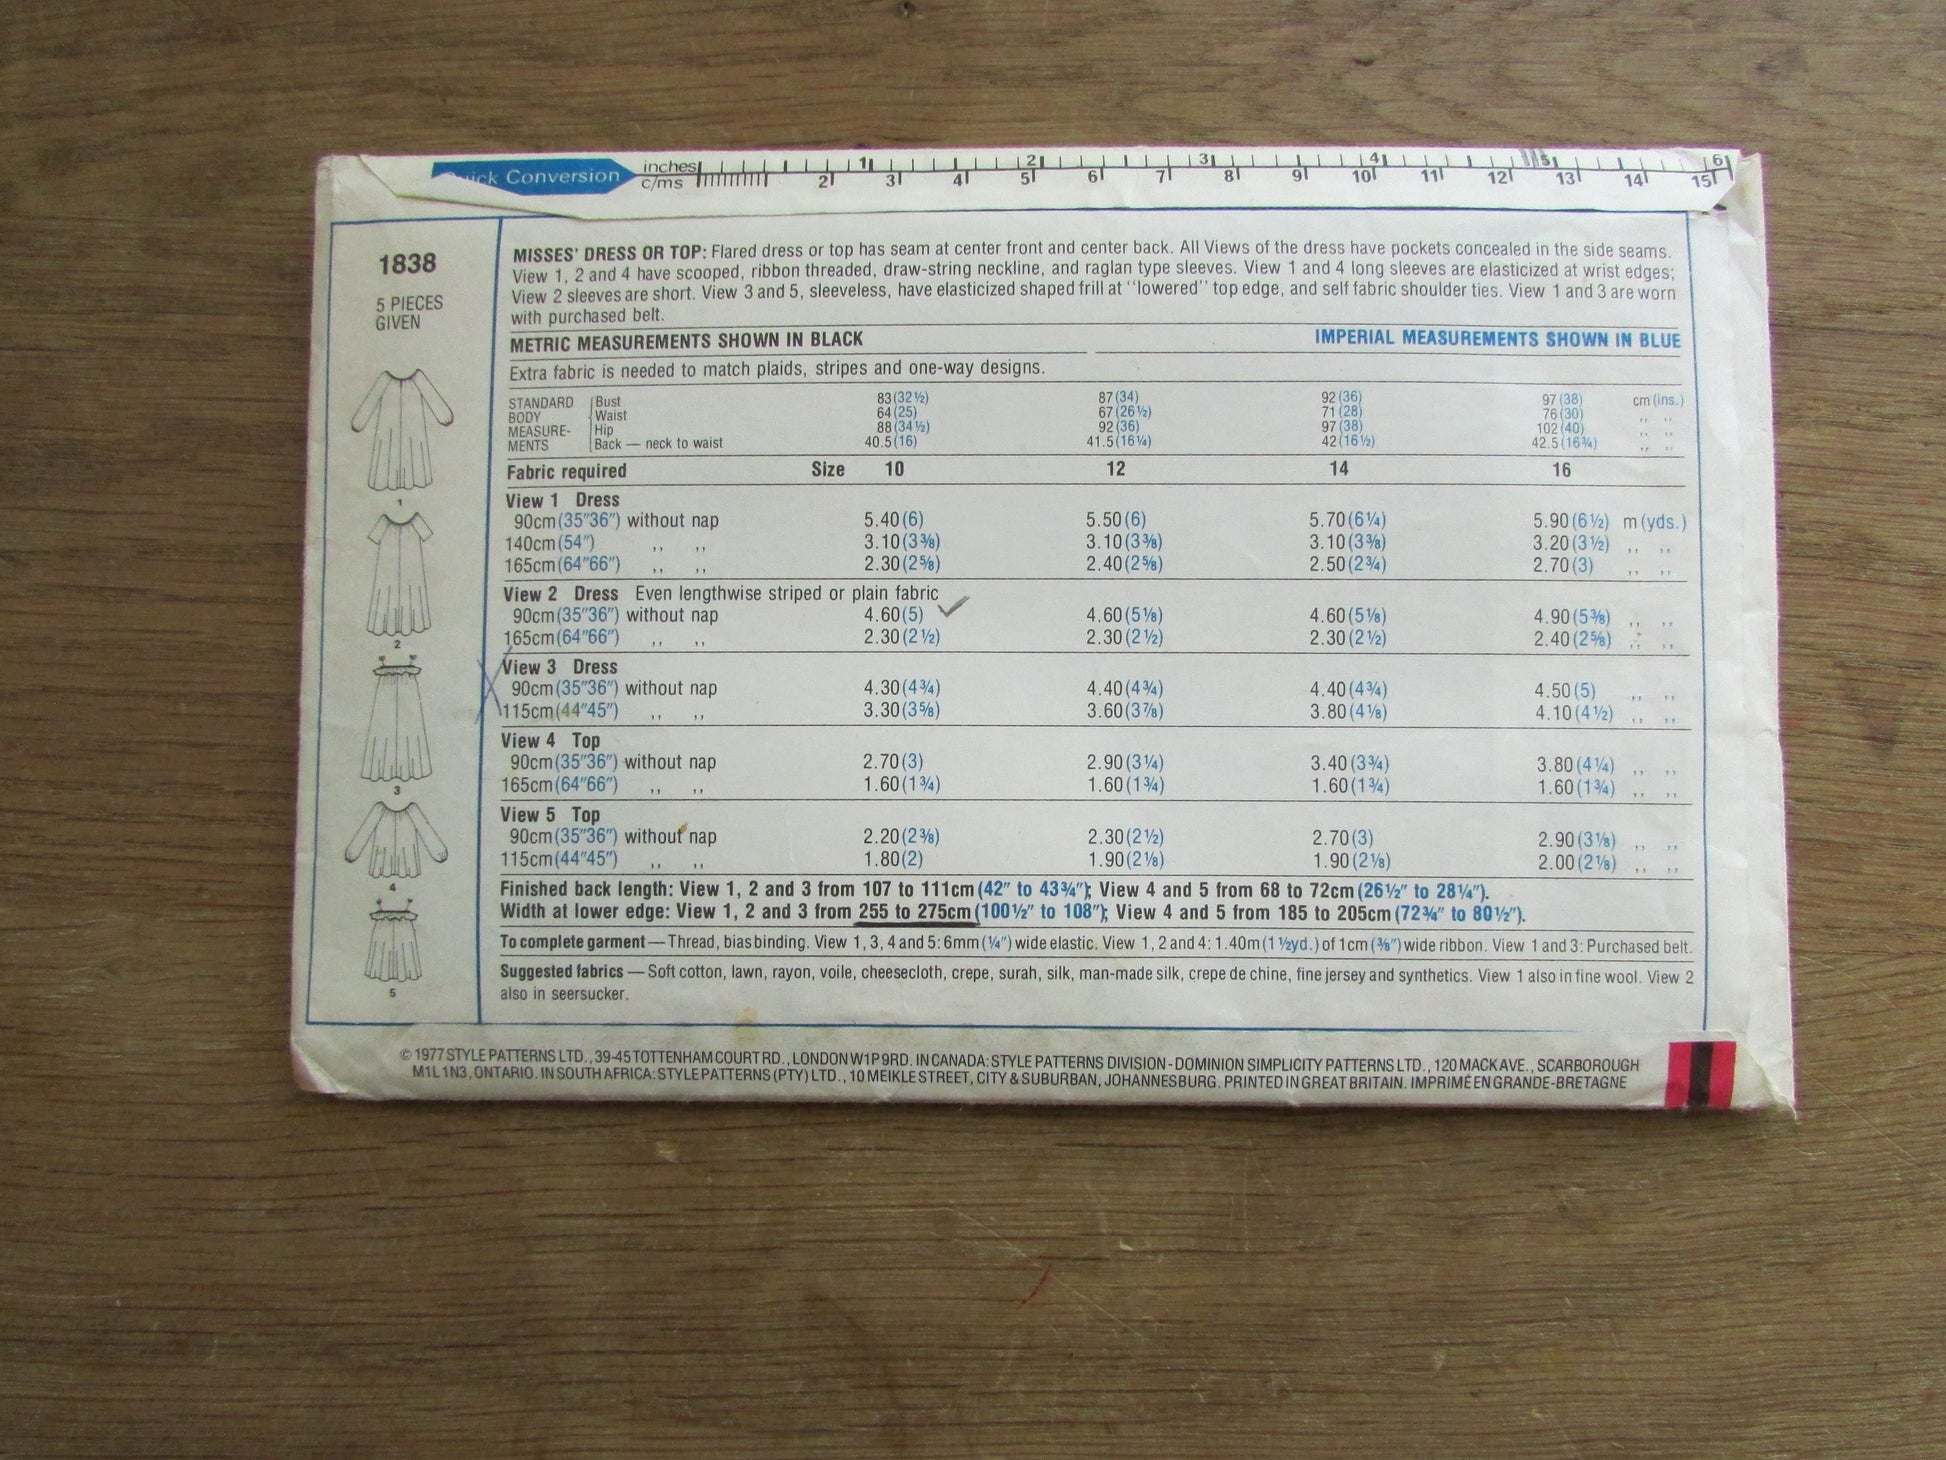 Quick Conversion inches 1 2 3 4 5 6
c/ms 2 3 4 5 6 7 8 9 10 11 12 13 14 15
1838
5 PIECES
GIVEN
1
2
3
4
5
MISSES' DRESS OR TOP: Flared dress or top has seam at center front and center back. All Views of the dress have pockets concealed in the side seams.
View 1, 2 and 4 have scooped, ribbon threaded, draw-string neckline, and raglan type sleeves. View 1 and 4 long sleeves are elasticized at wrist edges;
View 2 sleeves are short. View 3 and 5, sleeveless, have elasticized shaped frill at "lowered" top edge, and self fabric shoulder ties. View 1 and 3 are worn
with purchased belt.
METRIC MEASUREMENTS SHOWN IN BLACK IMPERIAL MEASUREMENTS SHOWN IN BLUE
Extra fabric is needed to match plaids, stripes and one-way designs.
STANDARD Bust 83(32½) 87(34) 92(36) 97(38) cm (ins.)
BODY Waist 64(25) 67(26½) 71(28) 76(30) ,, ,,
MEASURE- Hip 88(34½) 92(36) 97(38) 102(40) ,, ,,
MENTS Back — neck to waist 40.5(16) 41.5(16¼) 42(16½) 42.5(16¾) ,, ,,
Fabric required Size 10 12 14 16
View 1 Dress
90cm(35"36") without nap 5.40(6) 5.50(6) 5.70(6¼) 5.90(6½) m(yds.)
140cm(54") ,, ,, 3.10(3⅜) 3.10(3⅜) 3.10(3⅜) 3.20(3½) ,, ,,
165cm(64"66") ,, ,, 2.30(2⅝) 2.40(2⅝) 2.50(2¾) 2.70(3) ,, ,,
View 2 Dress Even lengthwise striped or plain fabric
90cm(35"36") without nap 4.60(5) 4.60(5⅛) 4.60(5⅛) 4.90(5⅜) ,, ,,
165cm(64"66") ,, ,, 2.30(2½) 2.30(2½) 2.30(2½) 2.40(2⅝) ,, ,,
View 3 Dress
90cm(35"36") without nap 4.30(4¾) 4.40(4¾) 4.40(4¾) 4.50(5) ,, ,,
115cm(44"45") ,, ,, 3.30(3⅝) 3.60(3⅞) 3.80(4⅛) 4.10(4½) ,, ,,
View 4 Top
90cm(35"36") without nap 2.70(3) 2.90(3¼) 3.40(3¾) 3.80(4¼) ,, ,,
165cm(64"66") ,, ,, 1.60(1¾) 1.60(1¾) 1.60(1¾) 1.60(1¾) ,, ,,
View 5 Top
90cm(35"36") without nap 2.20(2⅜) 2.30(2½) 2.70(3) 2.90(3⅛) ,, ,,
115cm(44"45") ,, ,, 1.80(2) 1.90(2⅛) 1.90(2⅛) 2.00(2⅛) ,, ,,
Finished back length: View 1, 2 and 3 from 107 to 111cm(42" to 43¾"); View 4 and 5 from 68 to 72cm(26½" to 28¼").
Width at lower edge: View 1, 2 and 3 from 255 to 275cm(100½" to 108"); View 4 and 5 from 185 to 205cm(72¾" to 80½").
To complete garment — Thread, bias binding. View 1, 3, 4 and 5: 6mm(¼") wide elastic. View 1, 2 and 4: 1.40m(1½yd.) of 1cm(⅜") wide ribbon. View 1 and 3: Purchased belt.
Suggested fabrics — Soft cotton, lawn, rayon, voile, cheesecloth, crepe, surah, silk, man-made silk, crepe de chine, fine jersey and synthetics. View 1 also in fine wool. View 2
also in seersucker.
© 1977 STYLE PATTERNS LTD., 39-45 TOTTENHAM COURT RD., LONDON W1P 9RD. IN CANADA: STYLE PATTERNS DIVISION - DOMINION SIMPLICITY PATTERNS LTD., 120 MACK AVE., SCARBOROUGH
M1L 1N3, ONTARIO. IN SOUTH AFRICA: STYLE PATTERNS (PTY) LTD., 10 MEIKLE STREET, CITY & SUBURBAN, JOHANNESBURG. PRINTED IN GREAT BRITAIN. IMPRIMÉ EN GRANDE-BRETAGNE